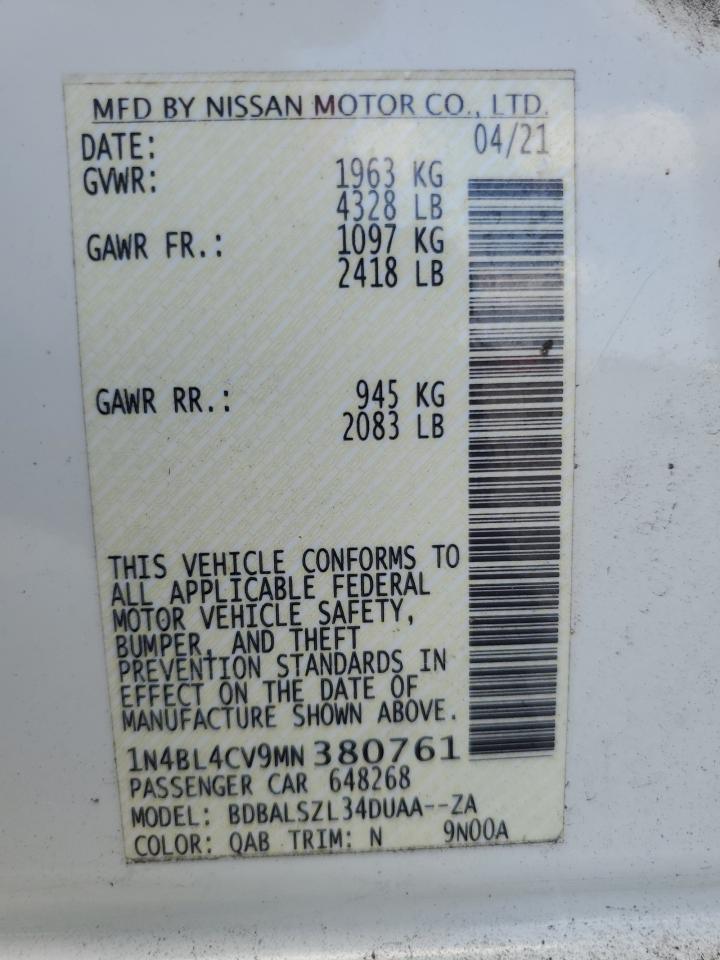 MFD BY NISSAN MOTOR CO., LTD.
DATE: 04/21
GVWR: 1963 KG
4328 LB
GAWR FR.: 1097 KG
2418 LB
GAWR RR.: 945 KG
2083 LB
THIS VEHICLE CONFORMS TO
ALL APPLICABLE FEDERAL
MOTOR VEHICLE SAFETY,
BUMPER, AND THEFT
PREVENTION STANDARDS IN
EFFECT ON THE DATE OF
MANUFACTURE SHOWN ABOVE.
1N4BL4CV9MN380761
PASSENGER CAR 648268
MODEL: BDBALSZL34DUAA--ZA
COLOR: QAB TRIM: N 9N00A